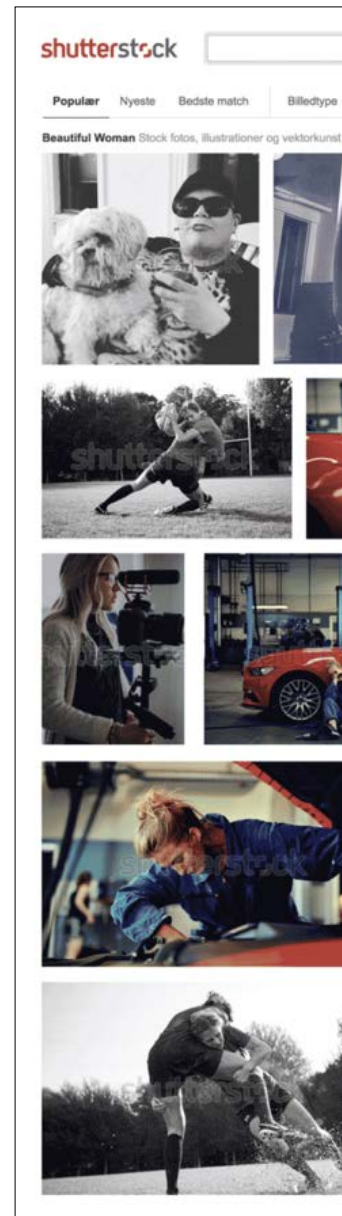 shutterstock
Populær Nyeste Bedste match Billedtype
Beautiful Woman Stock fotos, illustrationer og vektorkunst
shutterstock
shutterstock
shutterstock